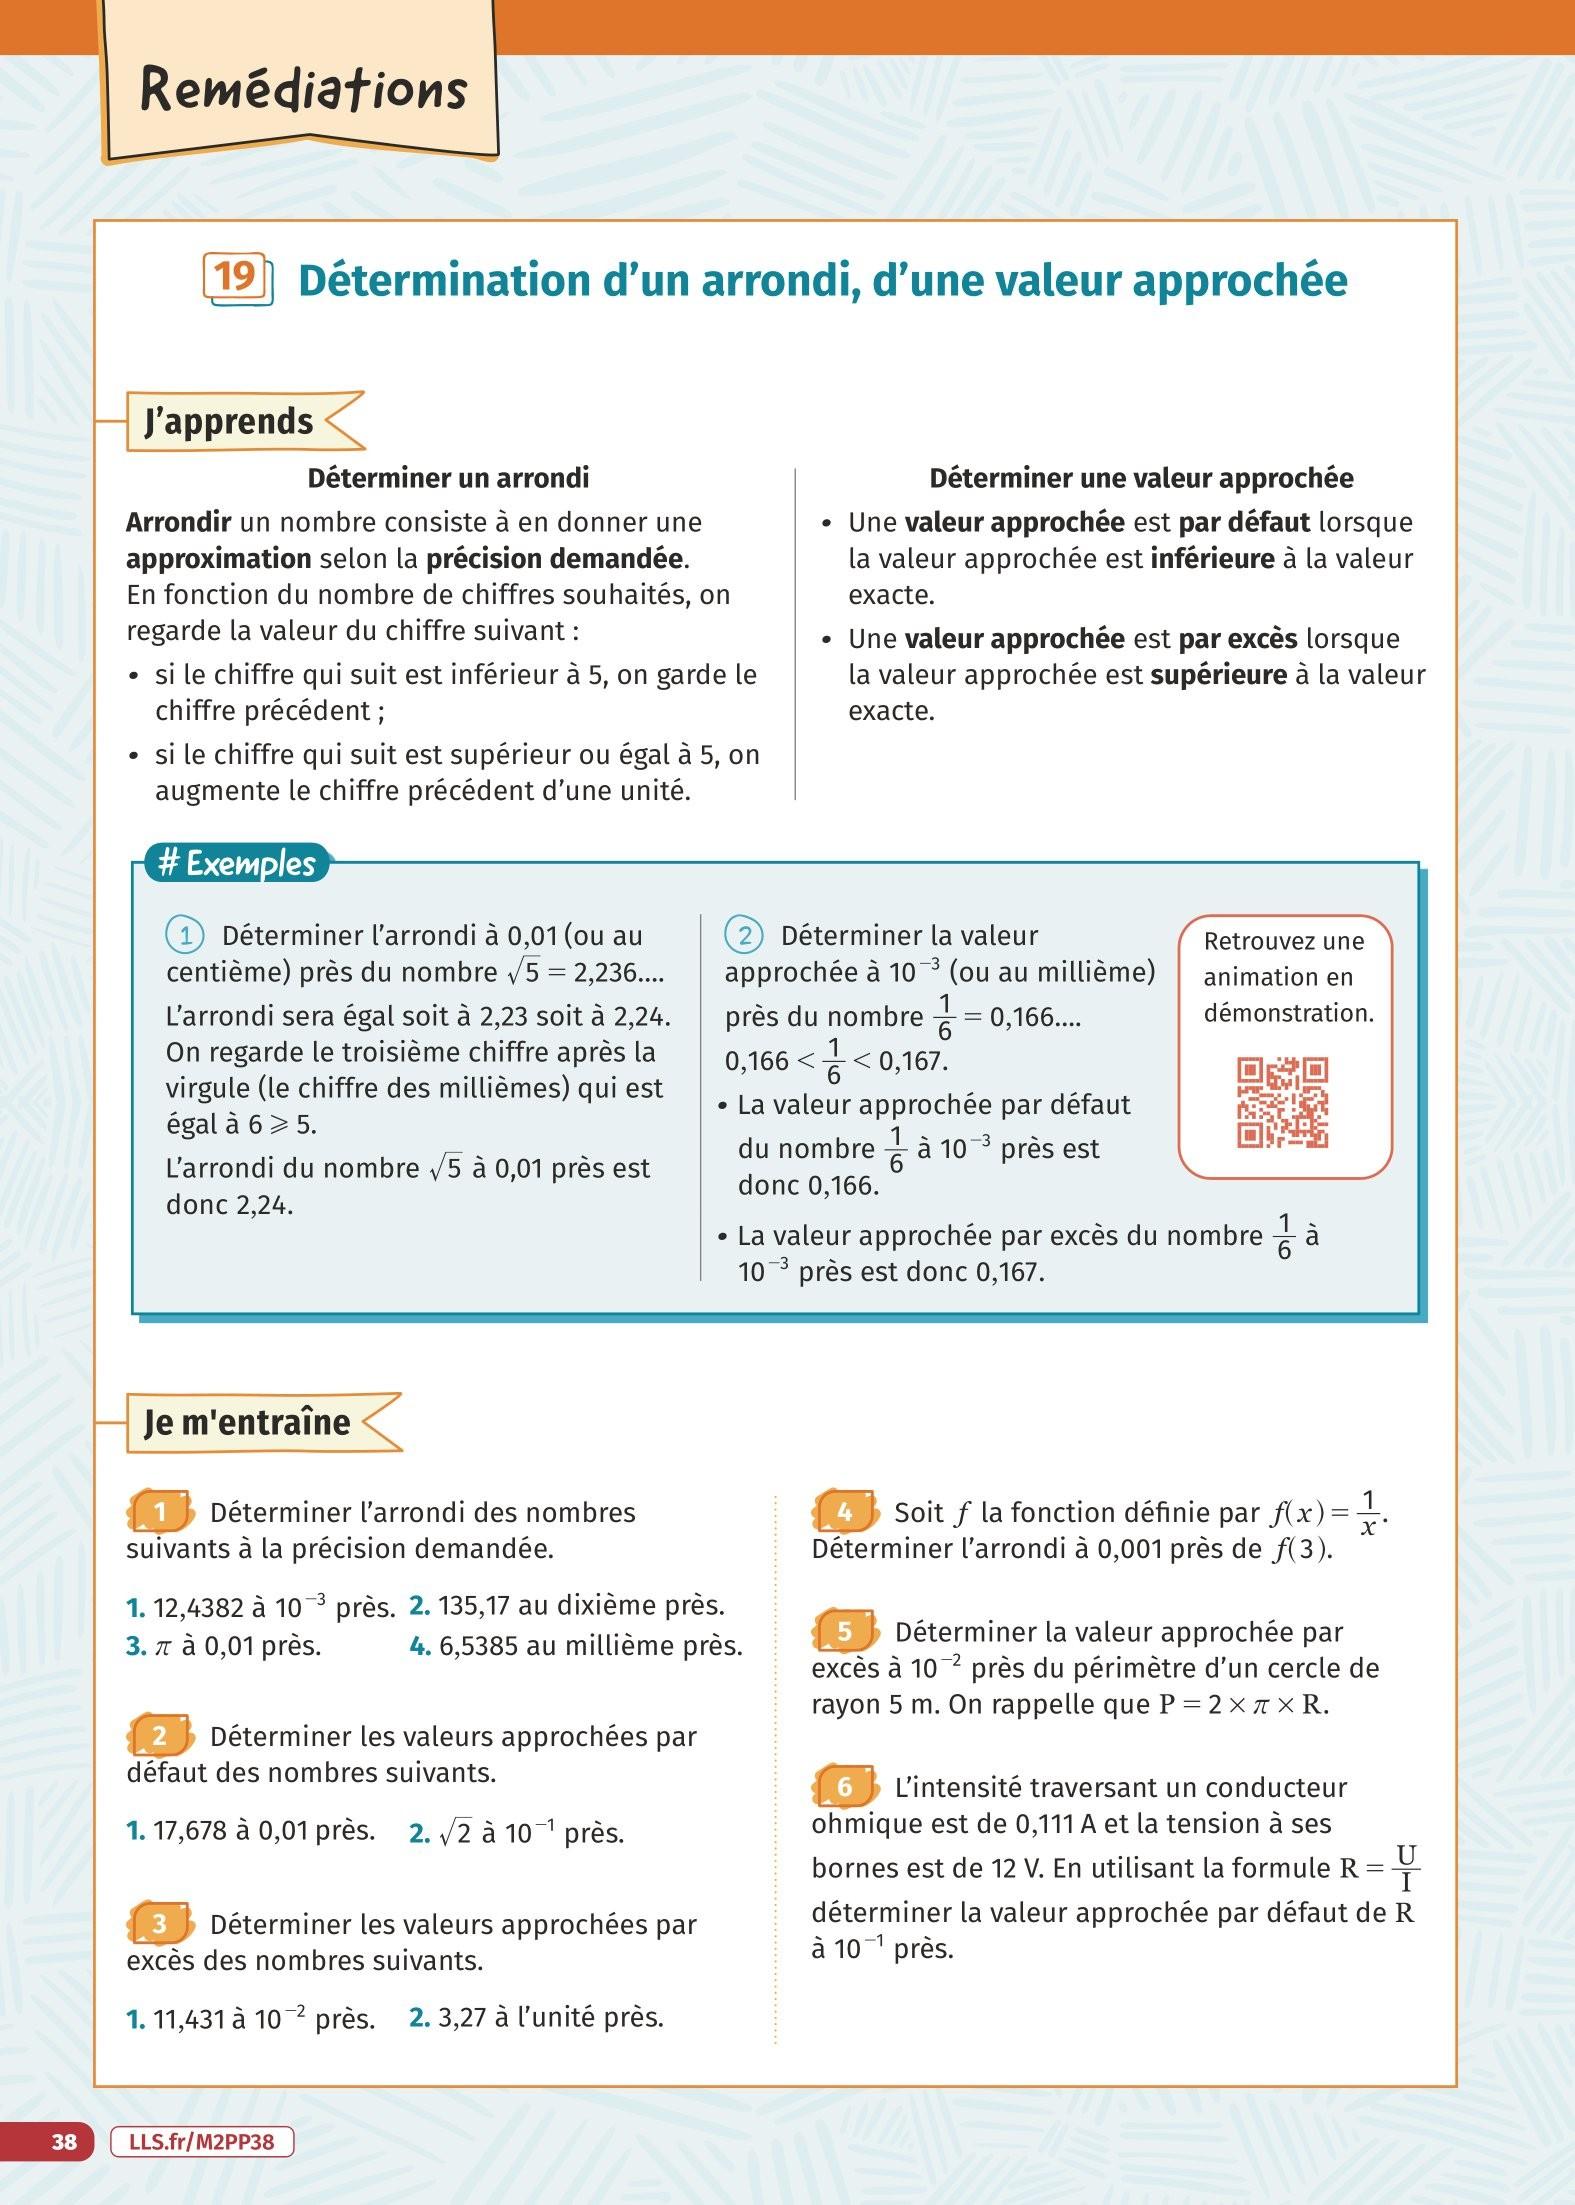 Remédiations
19 Détermination d'un arrondi, d'une valeur approchée
J'apprends
Déterminer un arrondi
Arrondir un nombre consiste à en donner une
approximation selon la précision demandée.
En fonction du nombre de chiffres souhaités, on
regarde la valeur du chiffre suivant :
• si le chiffre qui suit est inférieur à 5, on garde le
chiffre précédent ;
• si le chiffre qui suit est supérieur ou égal à 5, on
augmente le chiffre précédent d'une unité.
Déterminer une valeur approchée
• Une valeur approchée est par défaut lorsque
la valeur approchée est inférieure à la valeur
exacte.
• Une valeur approchée est par excès lorsque
la valeur approchée est supérieure à la valeur
exacte.
# Exemples
1 Déterminer l'arrondi à 0,01 (ou au
centième) près du nombre √5 = 2,236....
L'arrondi sera égal soit à 2,23 soit à 2,24.
On regarde le troisième chiffre après la
virgule (le chiffre des millièmes) qui est
égal à 6 ⩾ 5.
L'arrondi du nombre √5 à 0,01 près est
donc 2,24.
2 Déterminer la valeur
approchée à 10⁻³ (ou au millième)
près du nombre 1/6 = 0,166....
0,166 < 1/6 < 0,167.
• La valeur approchée par défaut
du nombre 1/6 à 10⁻³ près est
donc 0,166.
• La valeur approchée par excès du nombre 1/6 à
10⁻³ près est donc 0,167.
Retrouvez une
animation en
démonstration.
Je m'entraîne
1 Déterminer l'arrondi des nombres
suivants à la précision demandée.
1. 12,4382 à 10⁻³ près. 2. 135,17 au dixième près.
3. π à 0,01 près. 4. 6,5385 au millième près.
2 Déterminer les valeurs approchées par
défaut des nombres suivants.
1. 17,678 à 0,01 près. 2. √2 à 10⁻¹ près.
3 Déterminer les valeurs approchées par
excès des nombres suivants.
1. 11,431 à 10⁻² près. 2. 3,27 à l'unité près.
4 Soit f la fonction définie par f(x) = 1/x.
Déterminer l'arrondi à 0,001 près de f(3).
5 Déterminer la valeur approchée par
excès à 10⁻² près du périmètre d'un cercle de
rayon 5 m. On rappelle que P = 2 × π × R.
6 L'intensité traversant un conducteur
ohmique est de 0,111 A et la tension à ses
bornes est de 12 V. En utilisant la formule R = U/I
déterminer la valeur approchée par défaut de R
à 10⁻¹ près.
38 LLS.fr/M2PP38